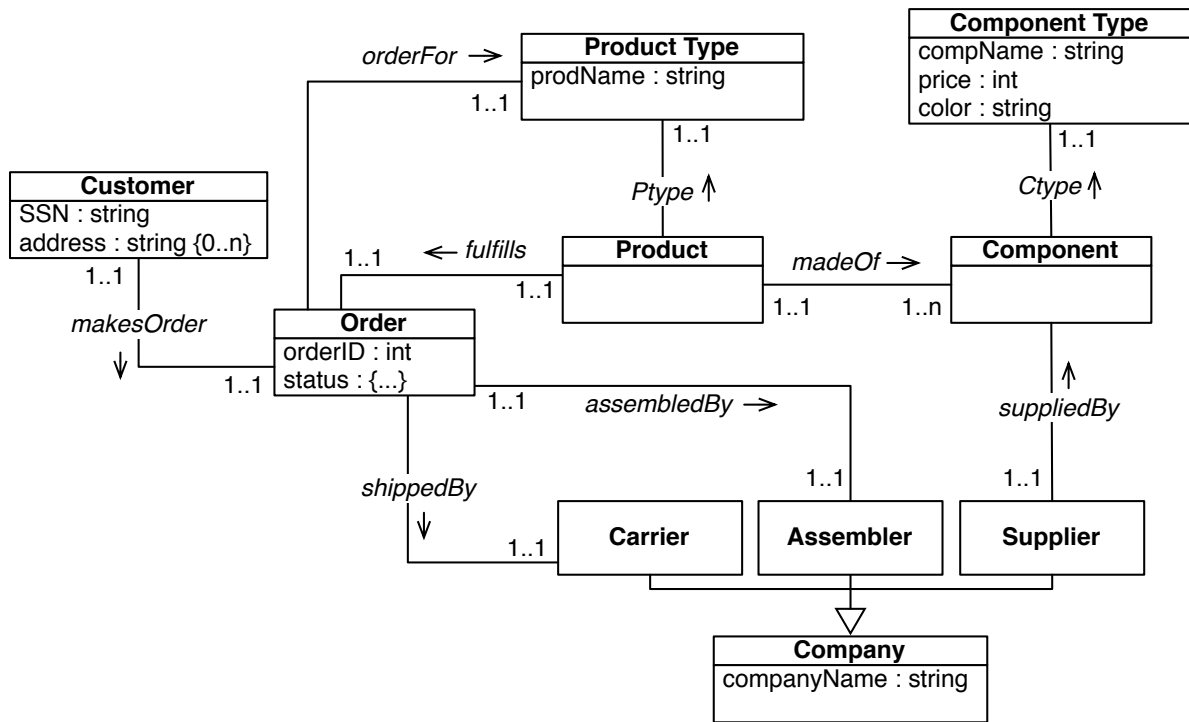 Product Type
prodName : string
Component Type
compName : string
price : int
color : string
orderFor →
1..1
1..1
1..1
Customer
SSN : string
address : string {0..n}
Ptype ↑
Ctype ↑
1..1
1..1
← fulfills
1..1
Product
madeOf →
1..1
1..n
Component
makesOrder ↓
1..1
Order
orderID : int
status : {...}
1..1
assembledBy →
suppliedBy ↑
shippedBy ↓
1..1
1..1
1..1
Carrier
Assembler
Supplier
Company
companyName : string